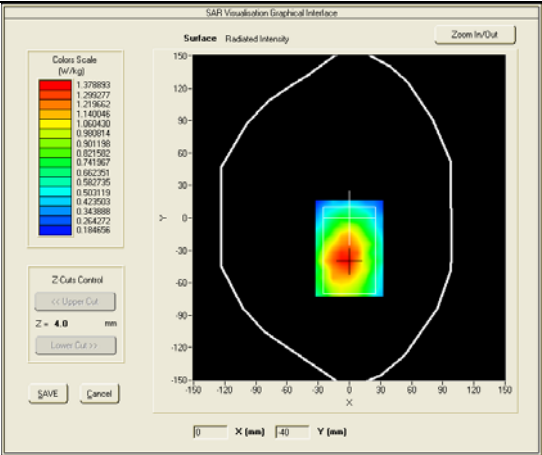 SAR Visualisation Graphical Interface
Surface Radiated Intensity
Zoom In/Out
Colors Scale
(W/kg)
1.378893
1.299277
1.219662
1.140046
1.060430
0.980814
0.901198
0.821582
0.741967
0.662351
0.582735
0.503119
0.423503
0.343888
0.264272
0.184656
150
120
90
60
30
0
-30
-60
-90
-120
-150
Y
-150 -120 -90 -60 -30 0 30 60 90 120 150
X
Z-Cuts Control
<< Upper Cut
Z = 4.0 mm
Lower Cut >>
SAVE Cancel
0 X (mm) -40 Y (mm)